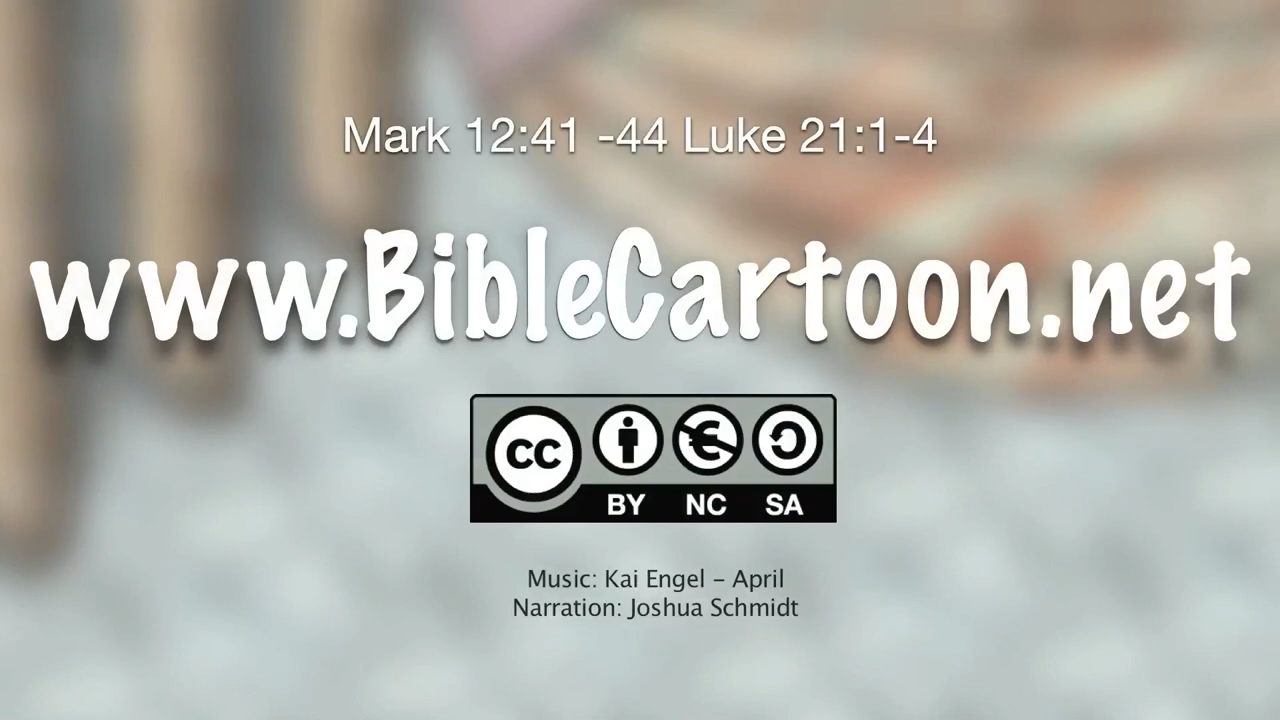 Mark 12:41 -44 Luke 21:1-4
www.BibleCartoon.net
cc
BY NC SA
Music: Kai Engel – April
Narration: Joshua Schmidt